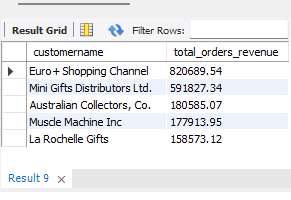 Result Grid Filter Rows:
customername total_orders_revenue
Euro+ Shopping Channel 820689.54
Mini Gifts Distributors Ltd. 591827.34
Australian Collectors, Co. 180585.07
Muscle Machine Inc 177913.95
La Rochelle Gifts 158573.12
Result 9 ×